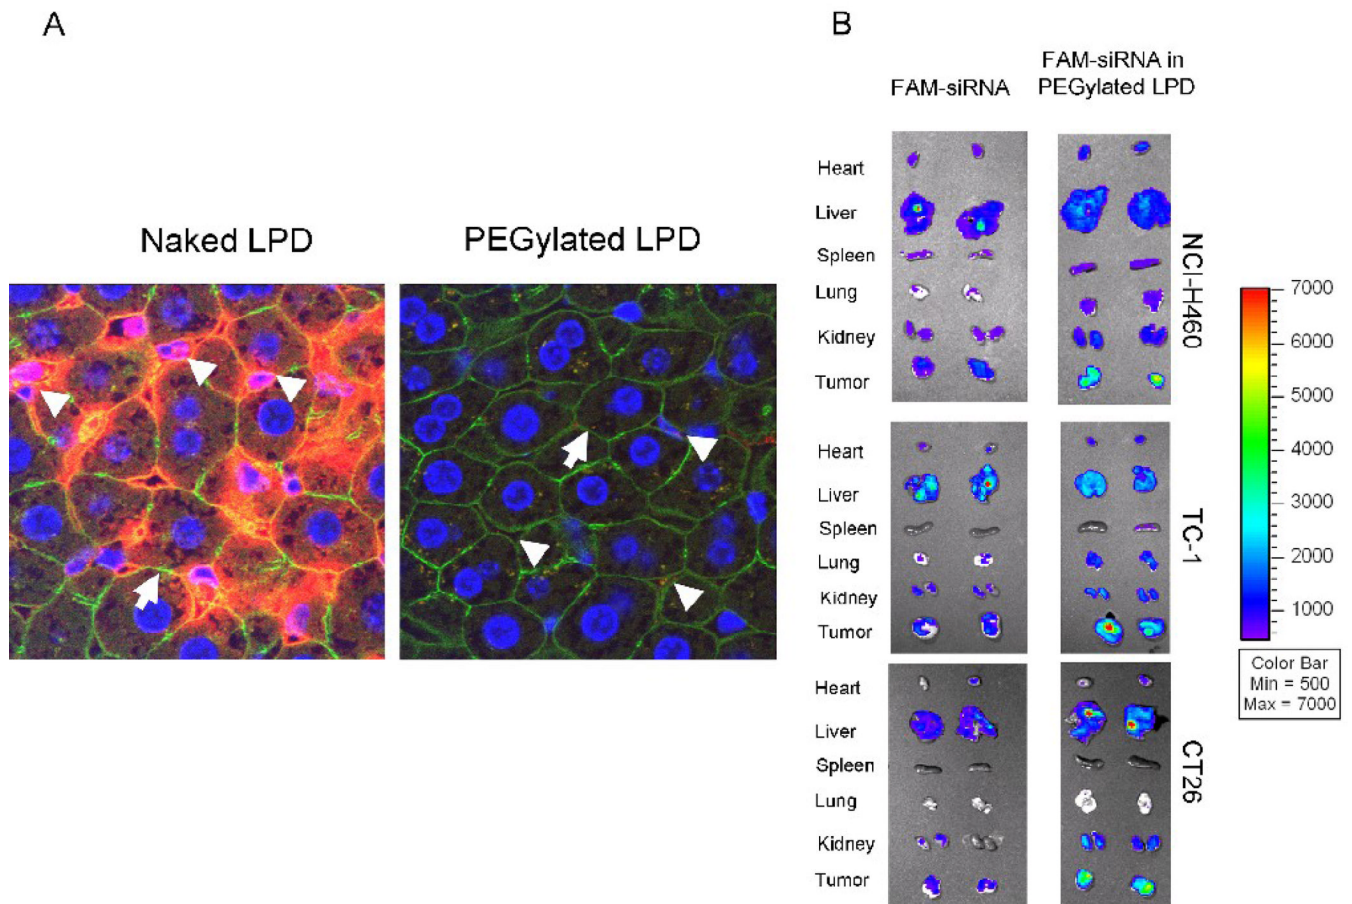 A
B
Naked LPD
PEGylated LPD
FAM-siRNA
FAM-siRNA in
PEGylated LPD
Heart
Liver
Spleen
Lung
Kidney
Tumor
NCI-H460
Heart
Liver
Spleen
Lung
Kidney
Tumor
TC-1
Heart
Liver
Spleen
Lung
Kidney
Tumor
CT26
7000
6000
5000
4000
3000
2000
1000
Color Bar
Min = 500
Max = 7000